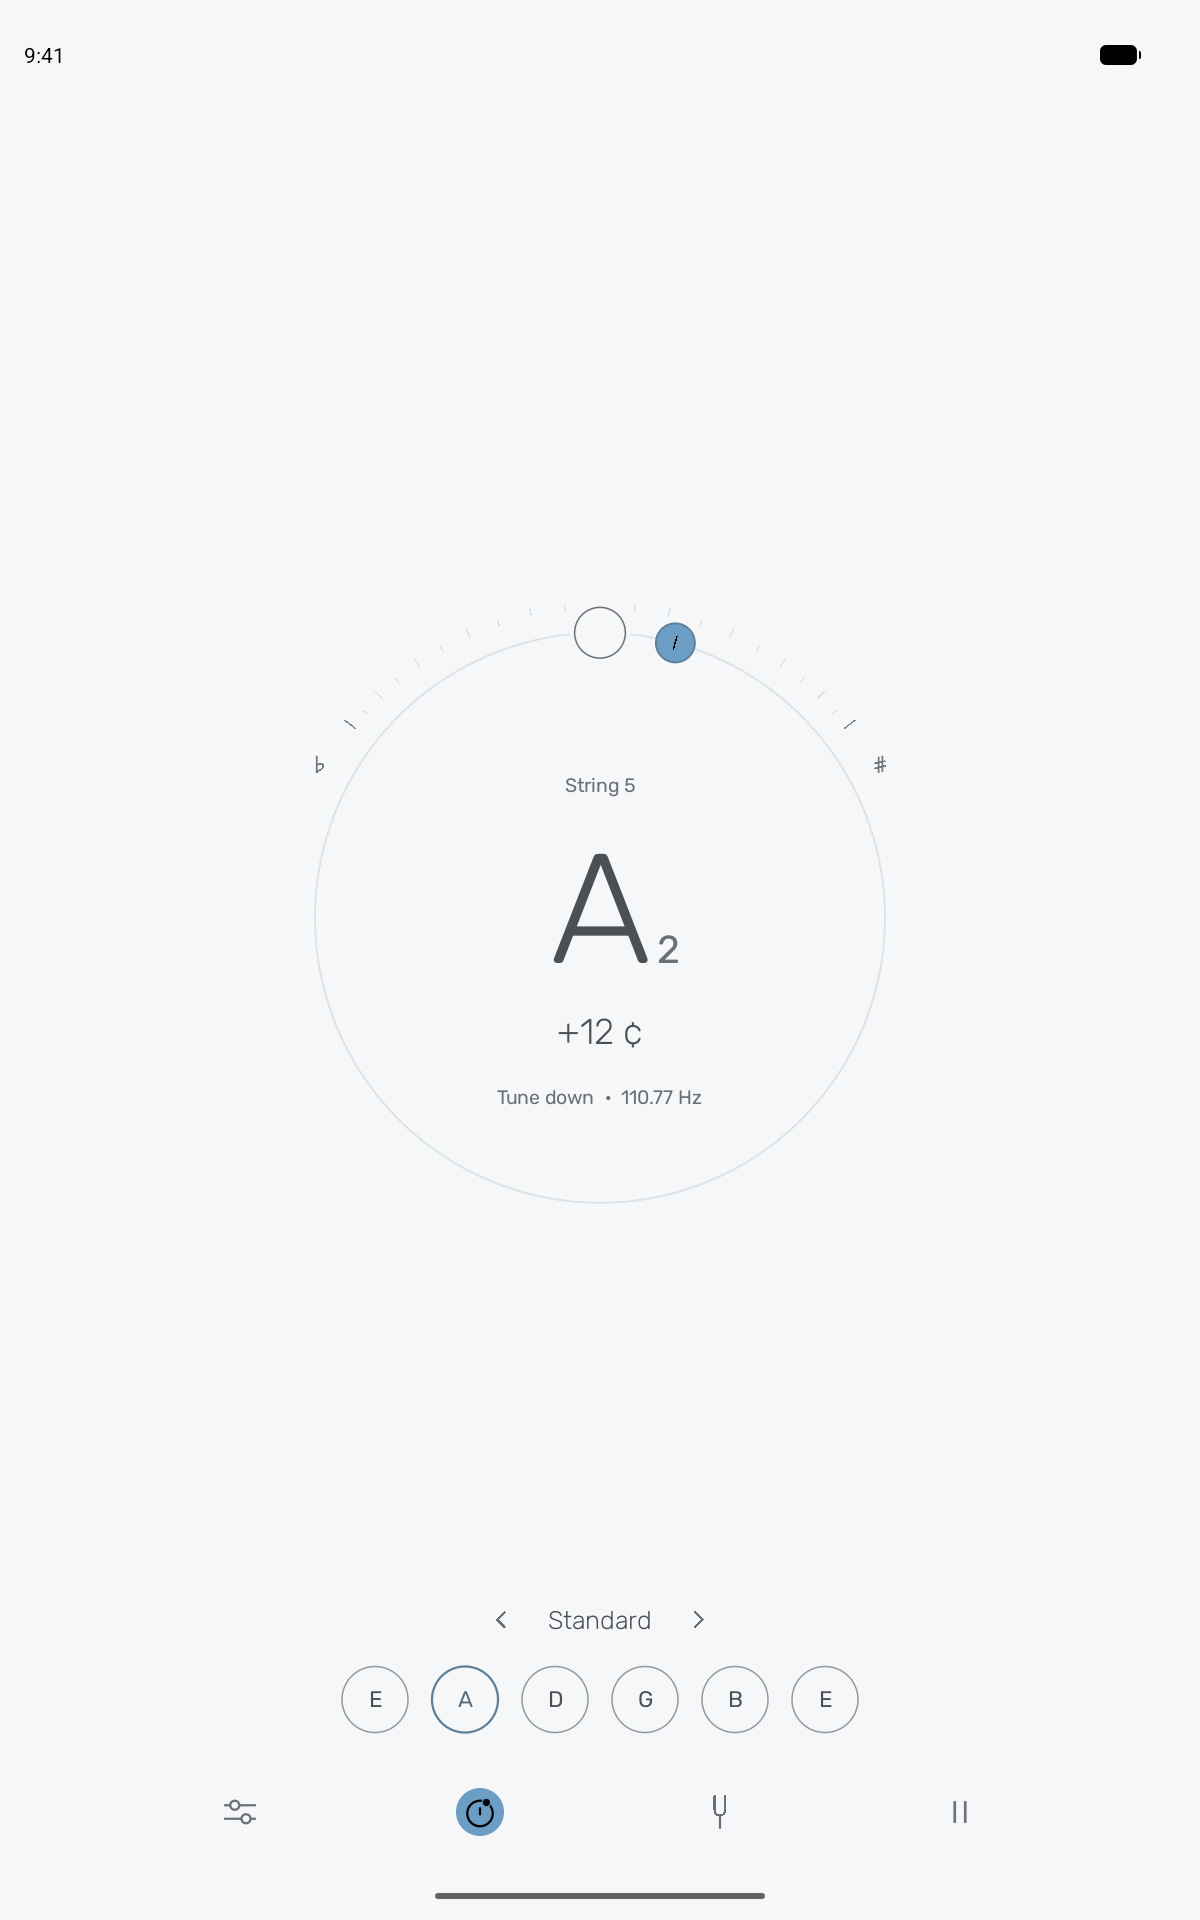 9:41
♭ ♯
String 5
A2
+12 ¢
Tune down • 110.77 Hz
Standard
E A D G B E